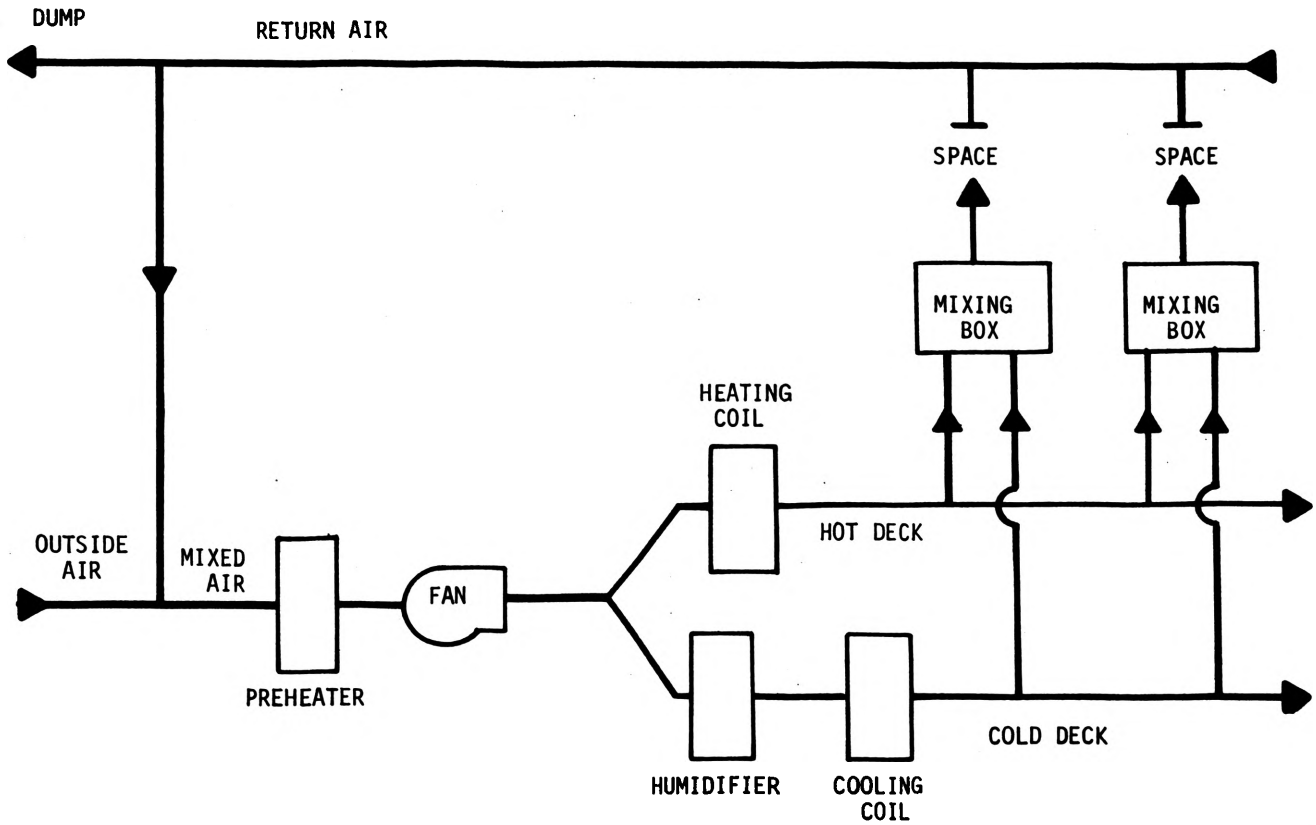 DUMP
RETURN AIR
SPACE
SPACE
MIXING
BOX
MIXING
BOX
HEATING
COIL
HOT DECK
OUTSIDE
AIR
MIXED
AIR
FAN
PREHEATER
COLD DECK
HUMIDIFIER
COOLING
COIL